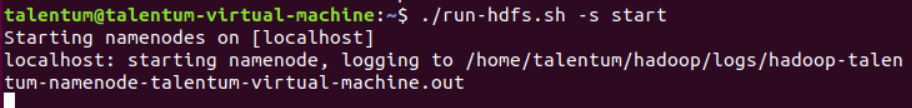 talentum@talentum-virtual-machine:~$ ./run-hdfs.sh -s start
Starting namenodes on [localhost]
localhost: starting namenode, logging to /home/talentum/hadoop/logs/hadoop-talen
tum-namenode-talentum-virtual-machine.out